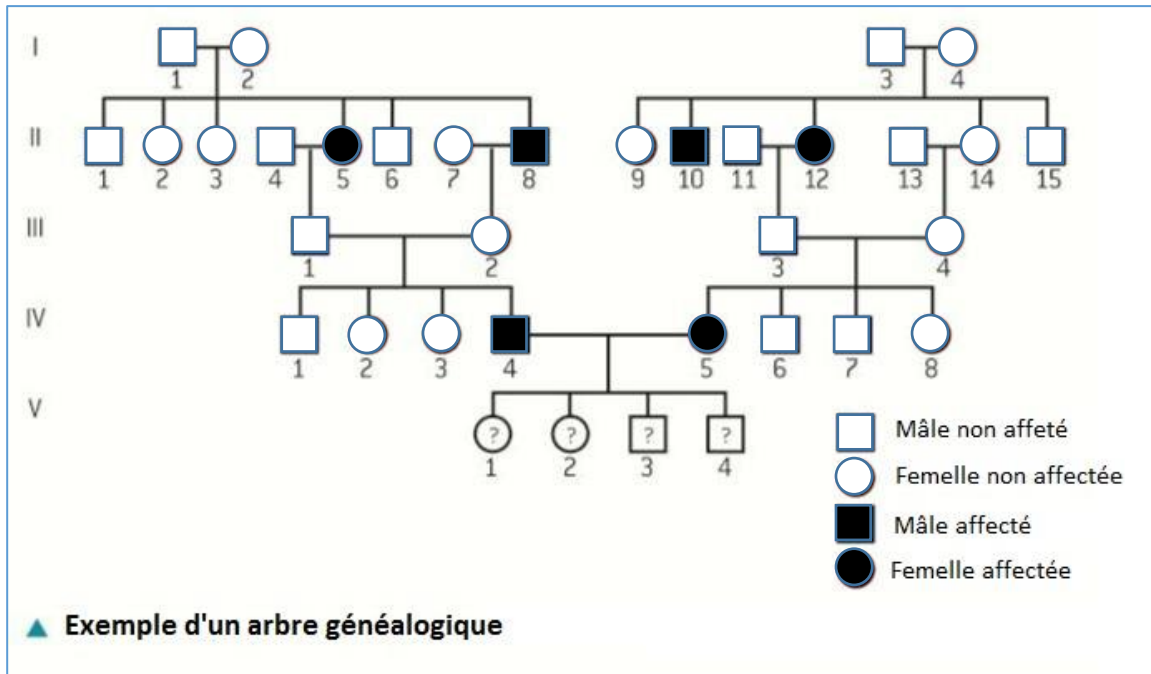 I
1 2 3 4
II
1 2 3 4 5 6 7 8 9 10 11 12 13 14 15
III
1 2 3 4
IV
1 2 3 4 5 6 7 8
V
? ? ? ?
1 2 3 4
Mâle non affeté
Femelle non affectée
Mâle affecté
Femelle affectée
Exemple d'un arbre généalogique